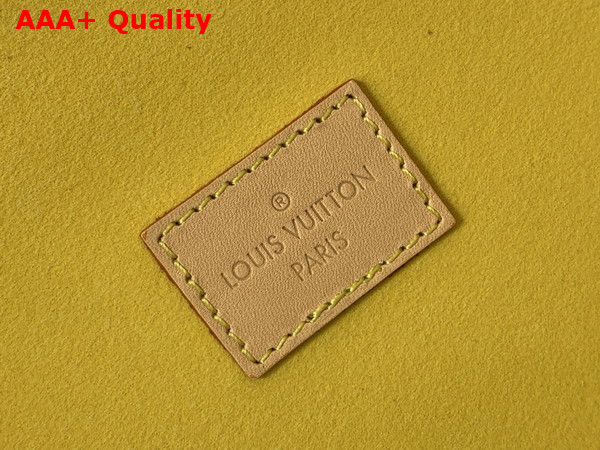 AAA+ Quality
®
LOUIS VUITTON
PARIS